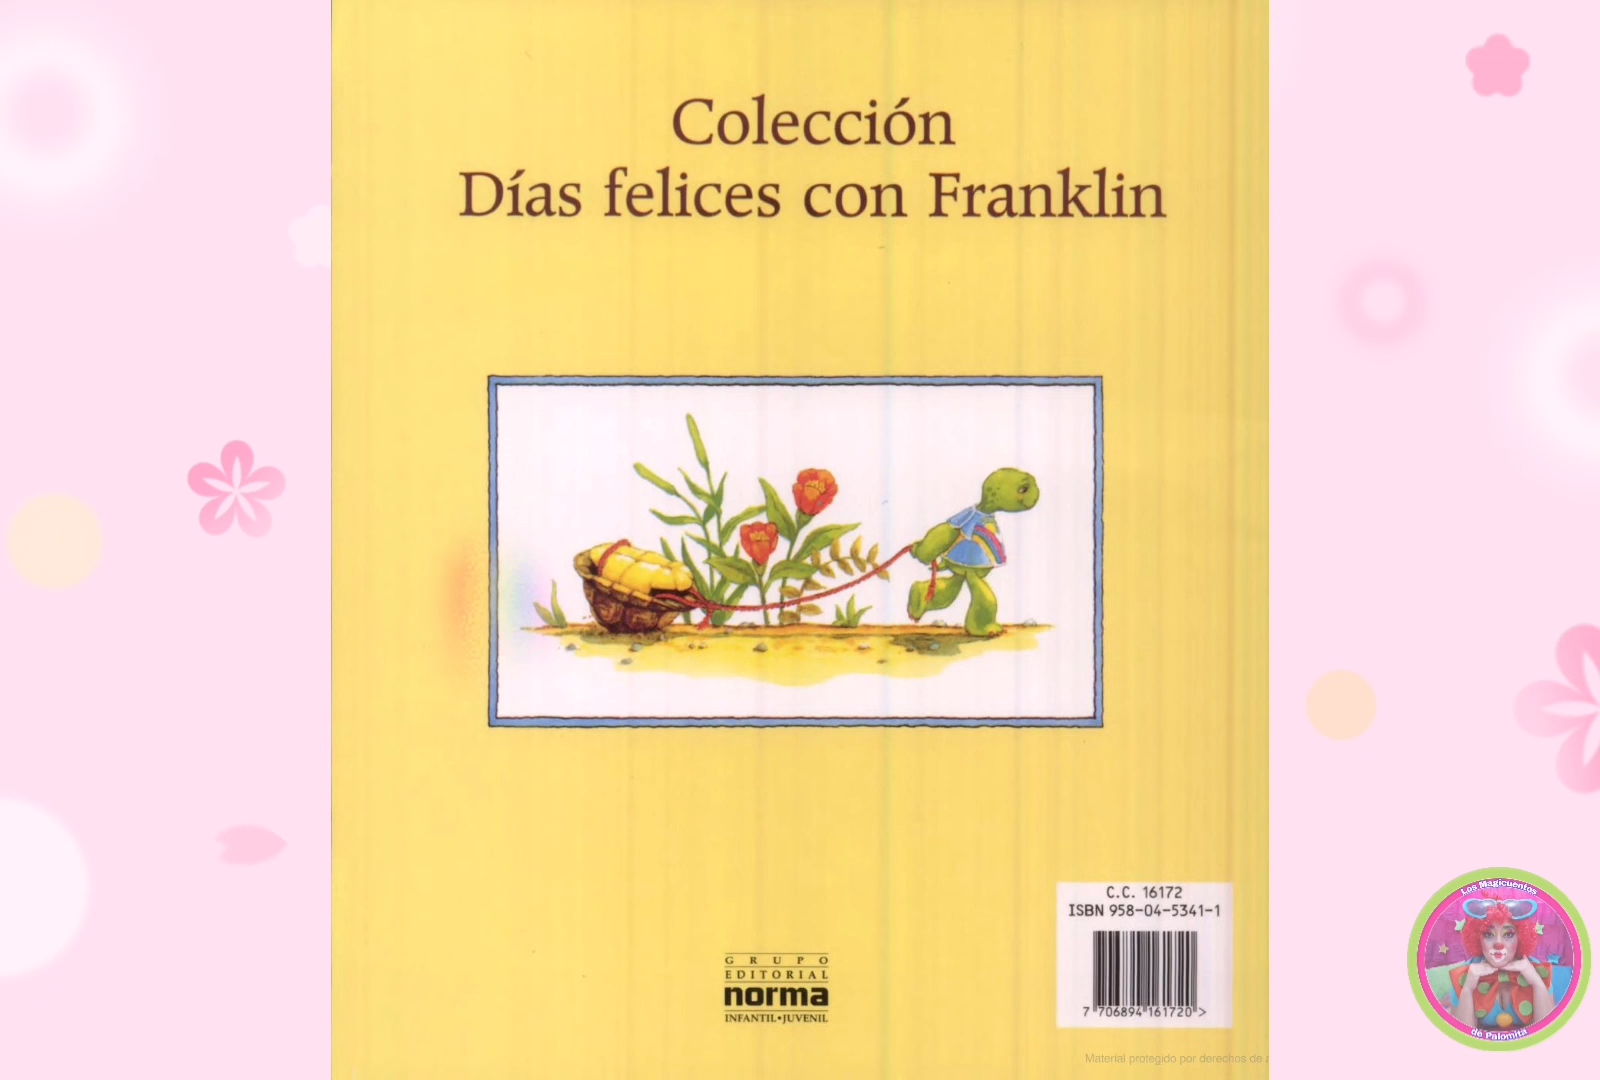 Colección
Días felices con Franklin
C.C. 16172
ISBN 958-04-5341-1
7 706894 161720 >
GRUPO
EDITORIAL
norma
INFANTIL•JUVENIL
Material protegido por derechos de
Los Magicuentos
de Palomita